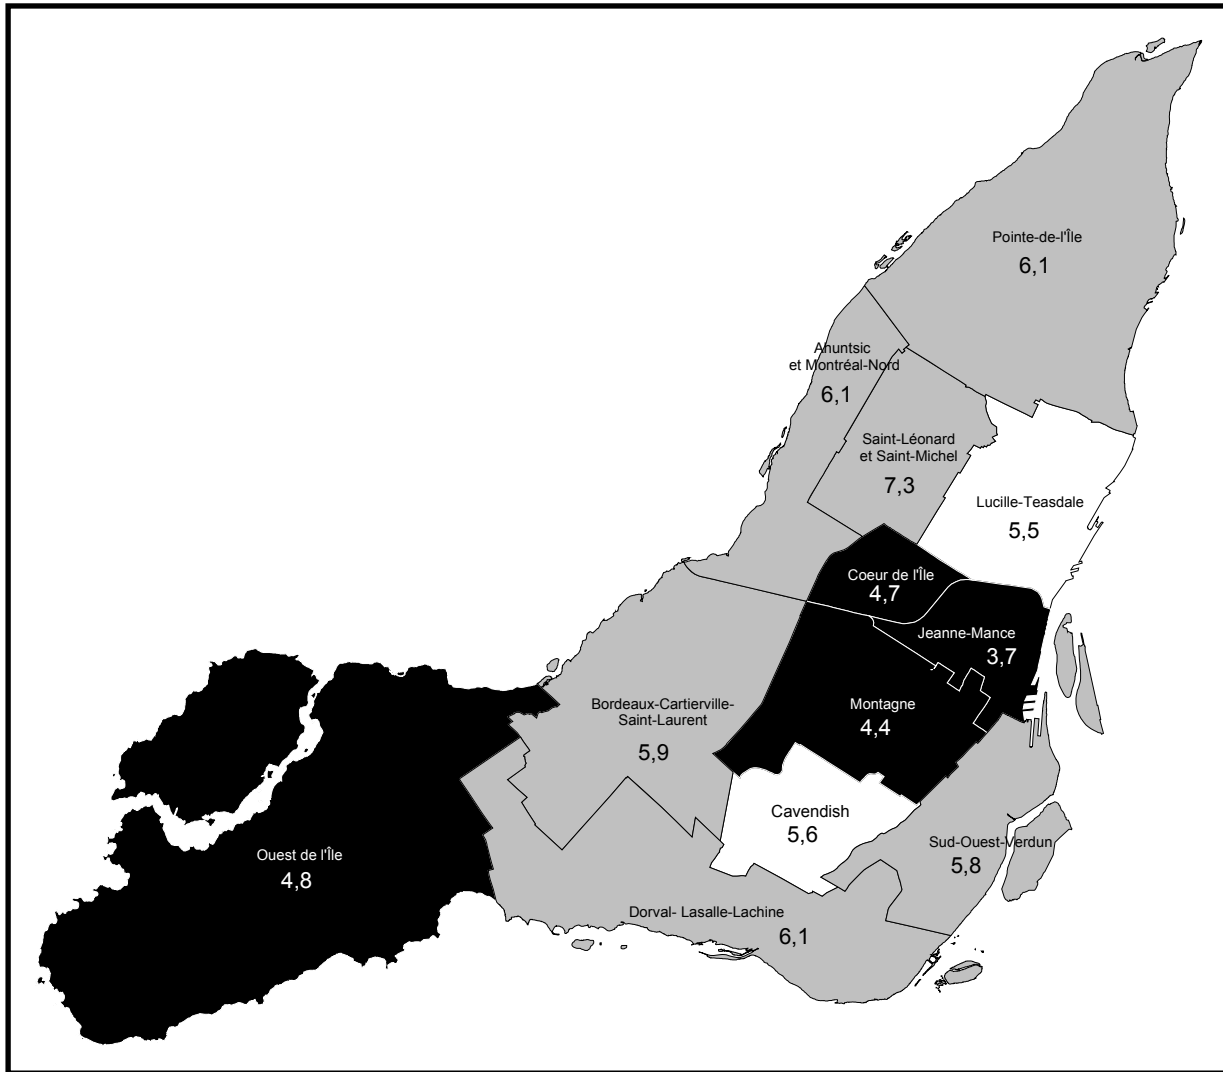 Pointe-de-l'Île
6,1
Ahuntsic
et Montréal-Nord
6,1
Saint-Léonard
et Saint-Michel
7,3
Lucille-Teasdale
5,5
Coeur de l'Île
4,7
Jeanne-Mance
3,7
Montagne
4,4
Bordeaux-Cartierville-
Saint-Laurent
5,9
Cavendish
5,6
Sud-Ouest-Verdun
5,8
Ouest de l'Île
4,8
Dorval- Lasalle-Lachine
6,1